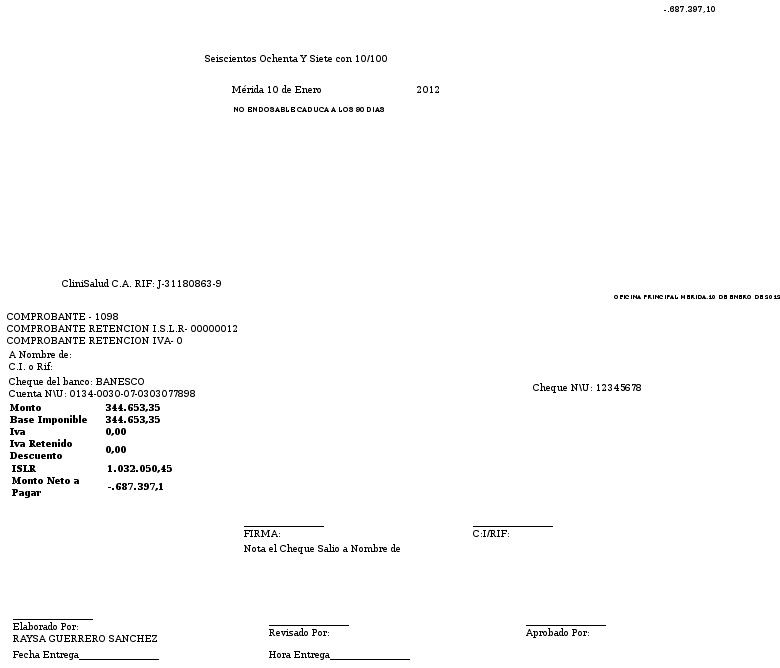 -.687.397,10
Seiscientos Ochenta Y Siete con 10/100
Mérida 10 de Enero 2012
NO ENDOSABLE CADUCA A LOS 90 DIAS
CliniSalud C.A. RIF: J-31180863-9
OFICINA PRINCIPAL MERIDA.10 DE ENERO DE 2012
COMPROBANTE - 1098
COMPROBANTE RETENCION I.S.L.R- 00000012
COMPROBANTE RETENCION IVA- 0
A Nombre de:
C.I. o Rif:
Cheque del banco: BANESCO
Cheque N\U: 12345678
Cuenta N\U: 0134-0030-07-0303077898
Monto 344.653,35
Base Imponible 344.653,35
Iva 0,00
Iva Retenido
Descuento 0,00
ISLR 1.032.050,45
Monto Neto a
Pagar -.687.397,1
FIRMA: C:I/RIF:
Nota el Cheque Salio a Nombre de
Elaborado Por:
RAYSA GUERRERO SANCHEZ
Revisado Por: Aprobado Por:
Fecha Entrega________________ Hora Entrega________________